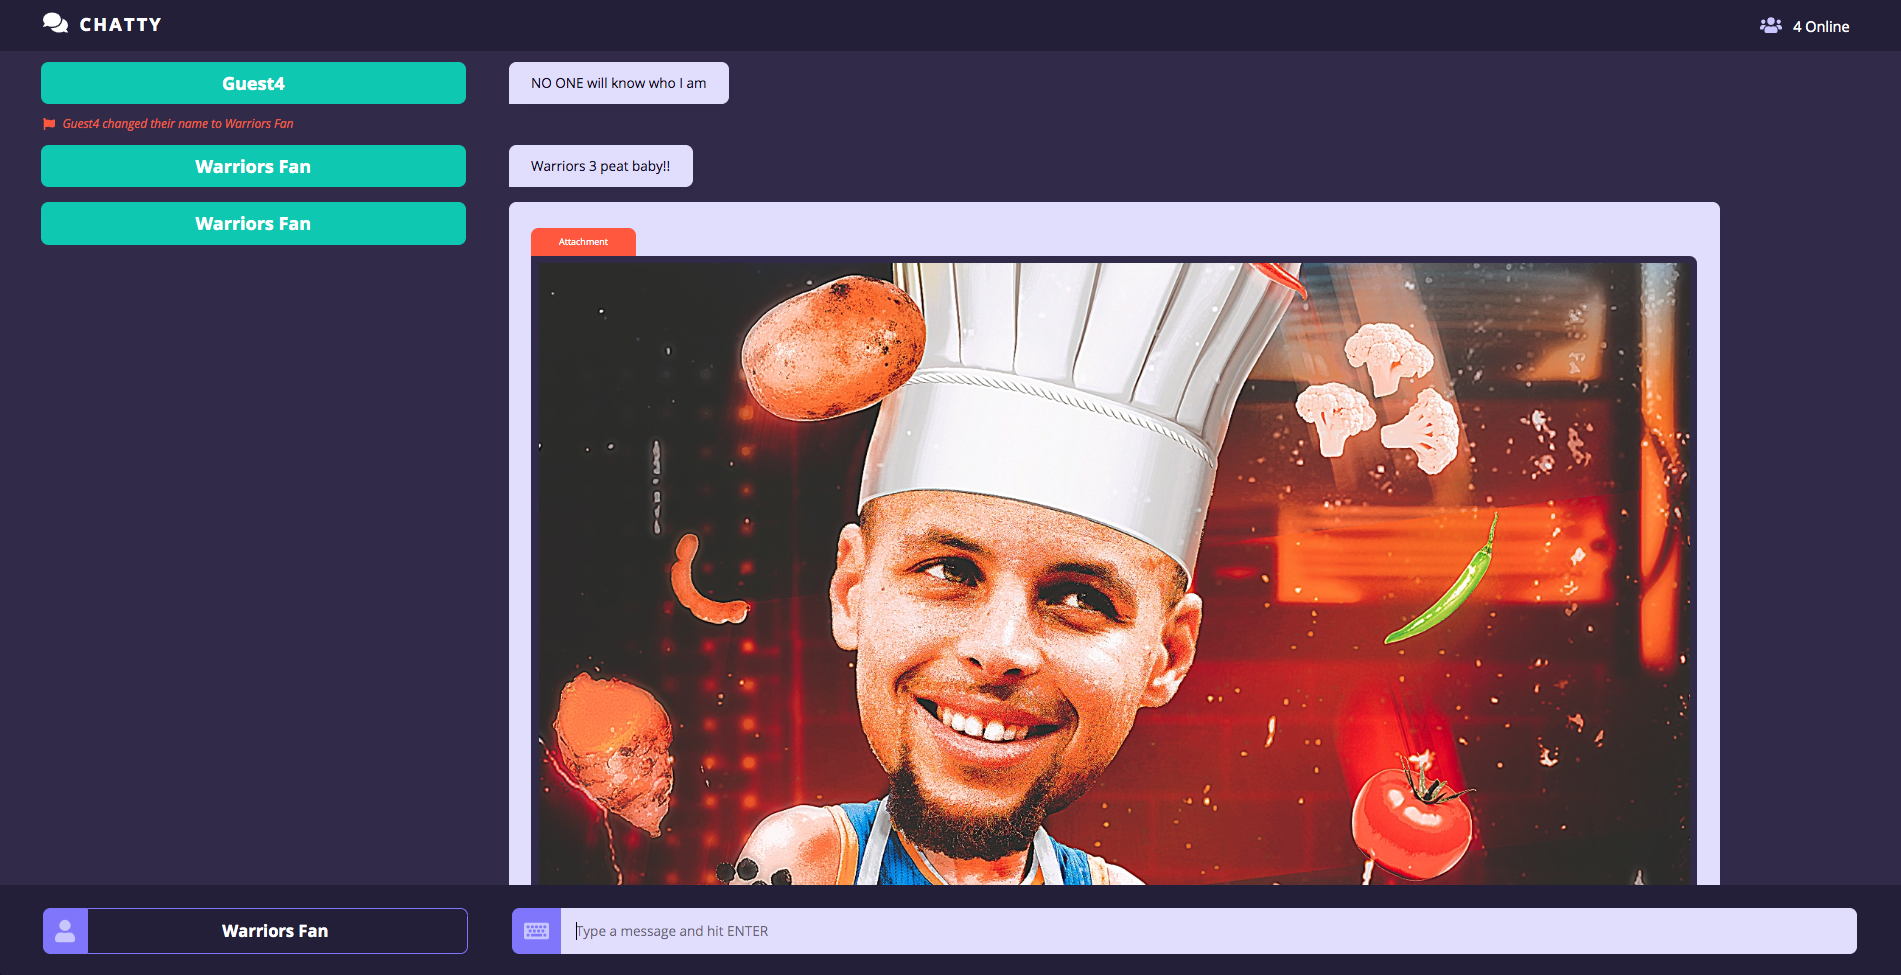 CHATTY
4 Online
Guest4
NO ONE will know who I am
Guest4 changed their name to Warriors Fan
Warriors Fan
Warriors 3 peat baby!!
Warriors Fan
Attachment
Warriors Fan
Type a message and hit ENTER